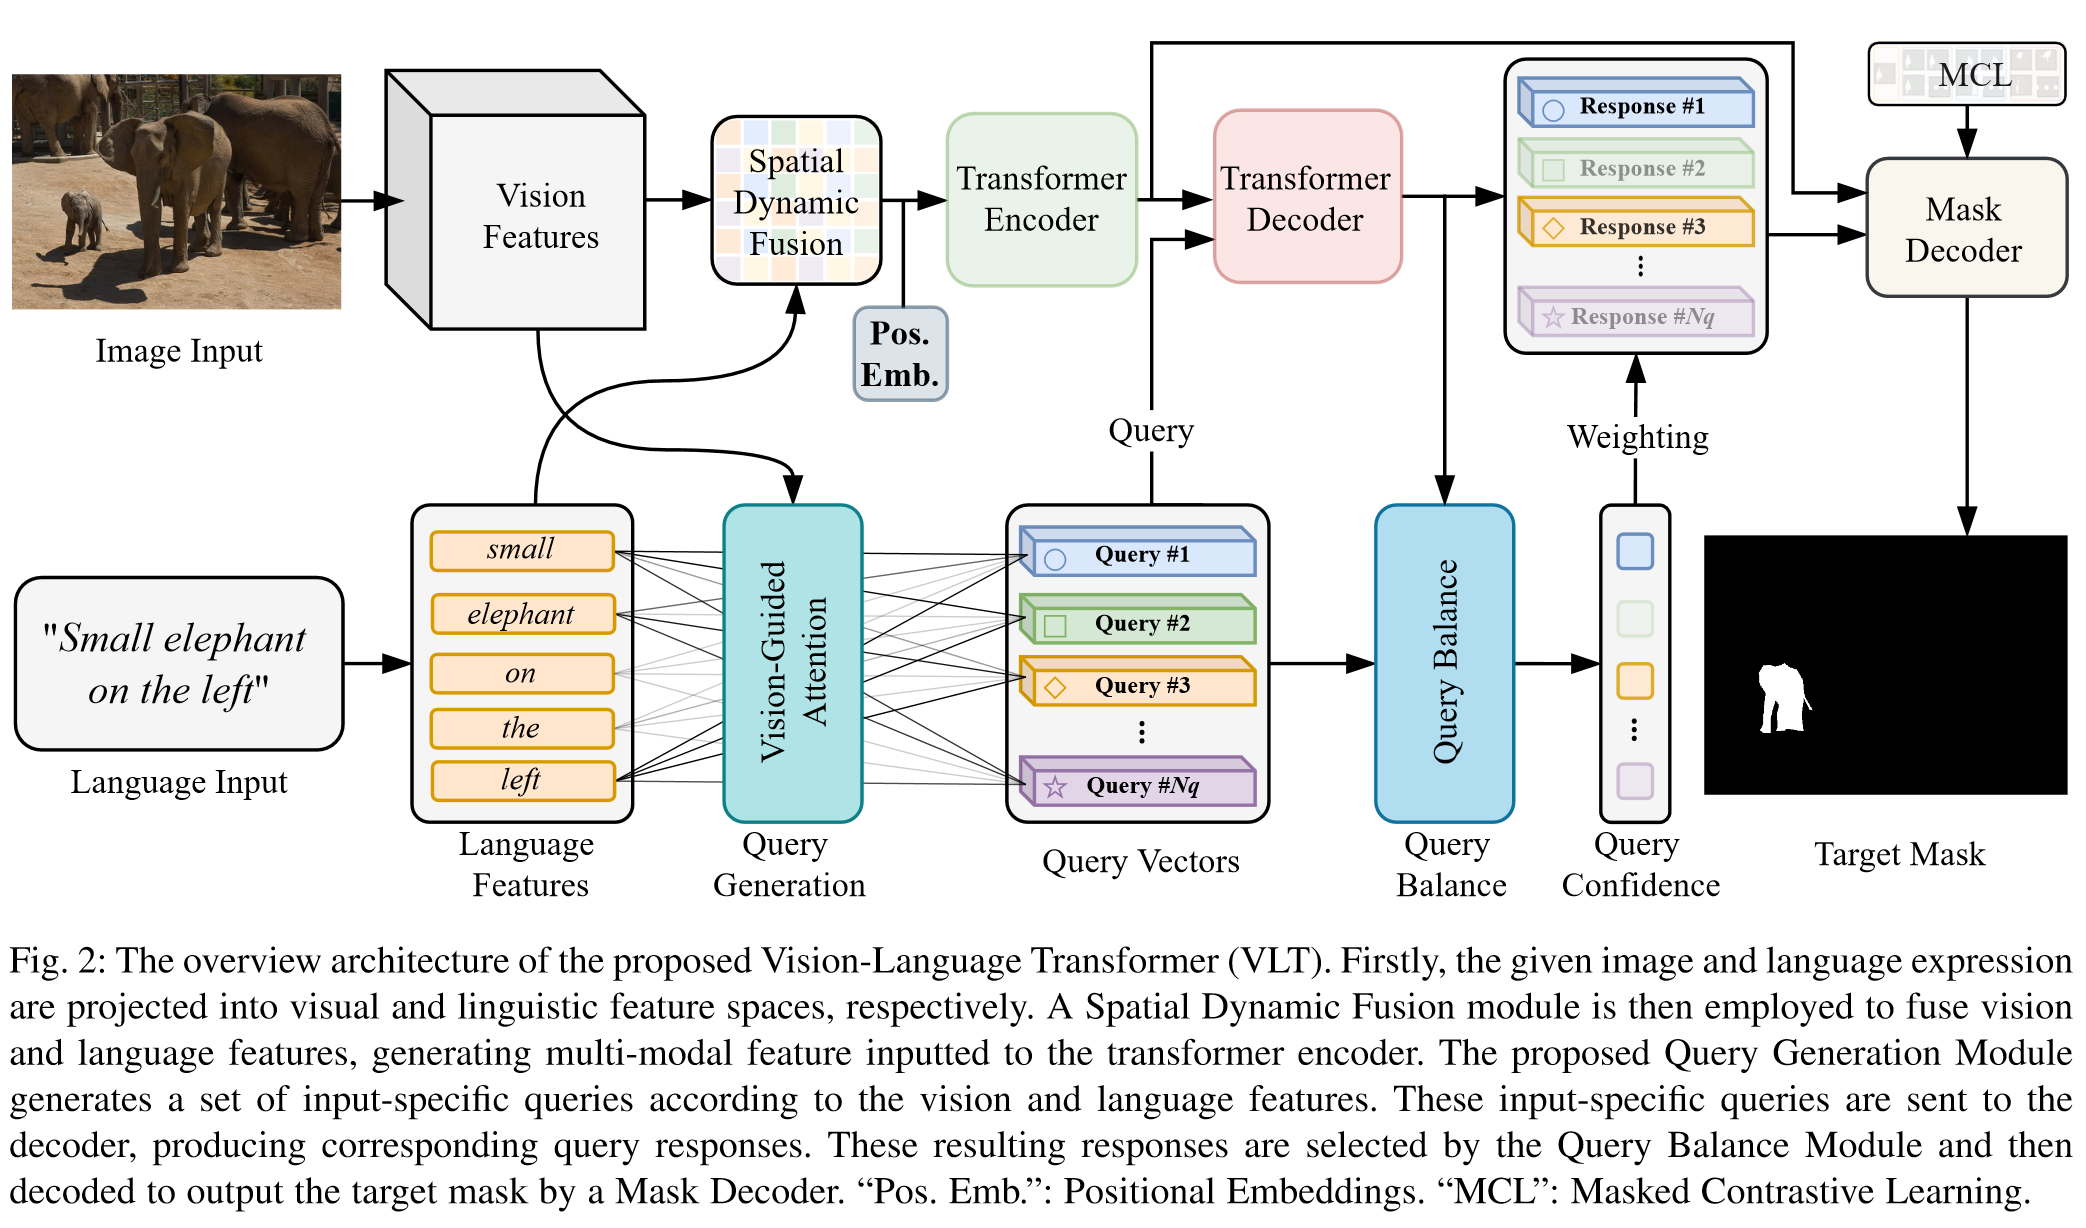 Image Input
Vision
Features
Spatial
Dynamic
Fusion
Pos.
Emb.
Transformer
Encoder
Transformer
Decoder
Response #1
Response #2
Response #3
Response #Nq
MCL
Mask
Decoder
Query
Weighting
"Small elephant
on the left"
Language Input
small
elephant
on
the
left
Language
Features
Vision-Guided
Attention
Query
Generation
Query #1
Query #2
Query #3
Query #Nq
Query Vectors
Query Balance
Query
Balance
Query
Confidence
Target Mask
Fig. 2: The overview architecture of the proposed Vision-Language Transformer (VLT). Firstly, the given image and language expression
are projected into visual and linguistic feature spaces, respectively. A Spatial Dynamic Fusion module is then employed to fuse vision
and language features, generating multi-modal feature inputted to the transformer encoder. The proposed Query Generation Module
generates a set of input-specific queries according to the vision and language features. These input-specific queries are sent to the
decoder, producing corresponding query responses. These resulting responses are selected by the Query Balance Module and then
decoded to output the target mask by a Mask Decoder. “Pos. Emb.”: Positional Embeddings. “MCL”: Masked Contrastive Learning.